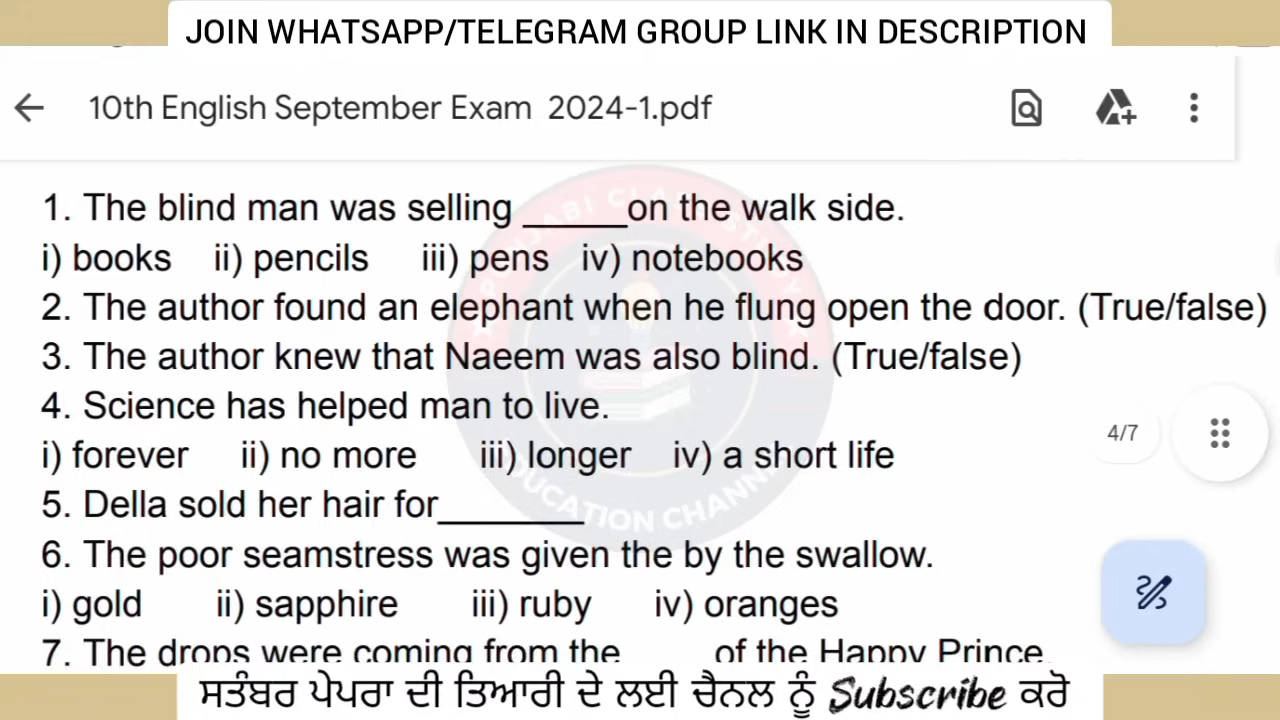 JOIN WHATSAPP/TELEGRAM GROUP LINK IN DESCRIPTION
10th English September Exam 2024-1.pdf
1. The blind man was selling ______on the walk side.
i) books ii) pencils iii) pens iv) notebooks
2. The author found an elephant when he flung open the door. (True/false)
3. The author knew that Naeem was also blind. (True/false)
4. Science has helped man to live.
4/7
i) forever ii) no more iii) longer iv) a short life
5. Della sold her hair for________
6. The poor seamstress was given the by the swallow.
i) gold ii) sapphire iii) ruby iv) oranges
7. The drops were coming from the_____ of the Happy Prince.
ਸਤੰਬਰ ਪੇਪਰਾ ਦੀ ਤਿਆਰੀ ਦੇ ਲਈ ਚੈਨਲ ਨੂੰ Subscribe ਕਰੋ